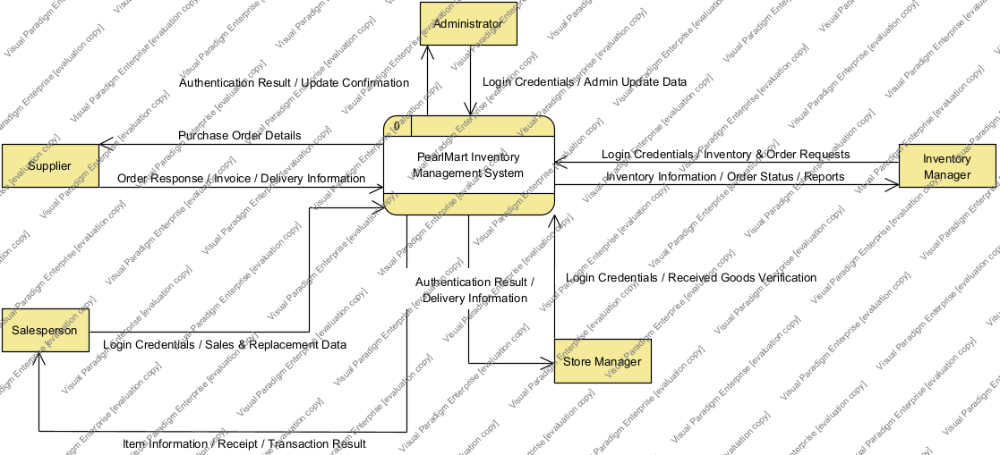 Administrator
Authentication Result / Update Confirmation
Login Credentials / Admin Update Data
0
PearlMart Inventory
Management System
Purchase Order Details
Supplier
Order Response / Invoice / Delivery Information
Login Credentials / Inventory & Order Requests
Inventory Information / Order Status / Reports
Inventory
Manager
Authentication Result /
Delivery Information
Login Credentials / Received Goods Verification
Salesperson
Login Credentials / Sales & Replacement Data
Store Manager
Item Information / Receipt / Transaction Result
Visual Paradigm Enterprise [evaluation copy]